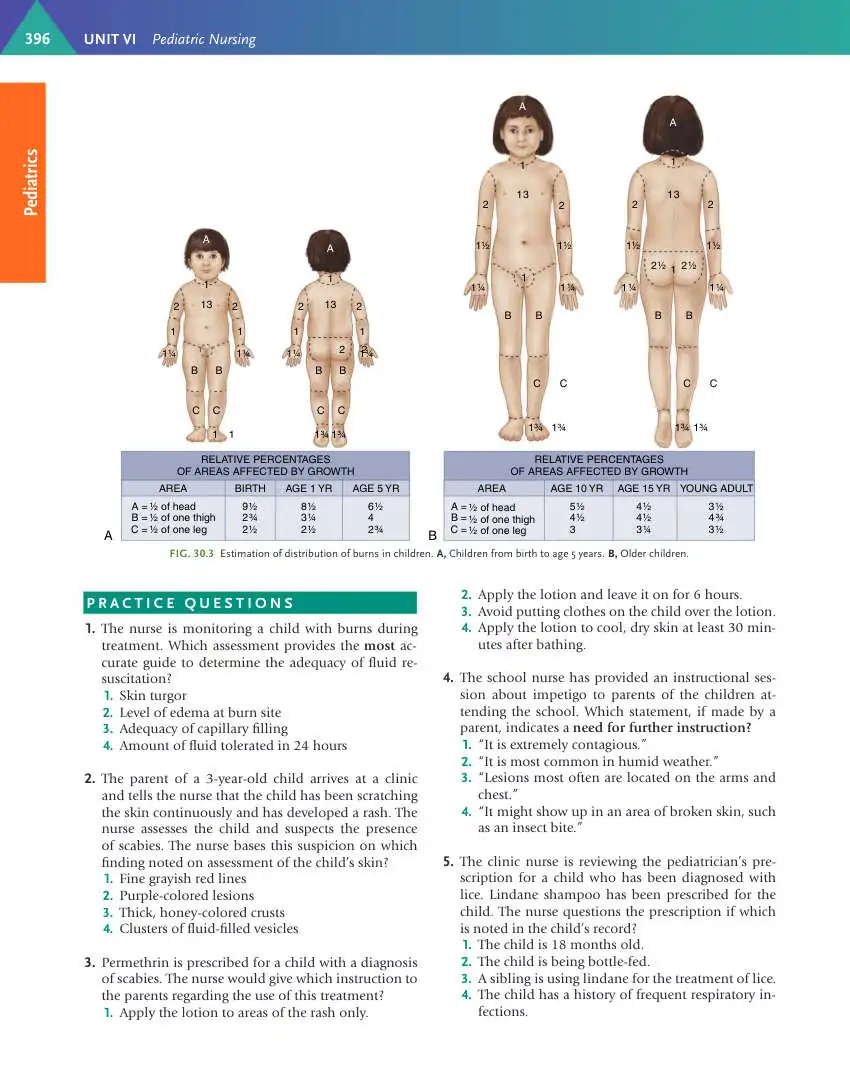 396 UNIT VI Pediatric Nursing
Pediatrics
A
A
1
1
13
13
2
2
2
2
1½
1½
1½
1½
2½ 1 2½
1
1¼
1¼
1¼
1¼
B B
B B
C C
C C
1¾ 1¾
1¾ 1¾
A
A
1
1
2 13 2
2 13 2
1 1
1 1
1
2 2
1¼ 1¼
1¼ 1¼
B B
B B
C C
C C
1 1
1¾ 1¾
RELATIVE PERCENTAGES
OF AREAS AFFECTED BY GROWTH
AREA BIRTH AGE 1 YR AGE 5 YR
A = ½ of head 9½ 8½ 6½
B = ½ of one thigh 2¾ 3¼ 4
C = ½ of one leg 2½ 2½ 2¾
A
RELATIVE PERCENTAGES
OF AREAS AFFECTED BY GROWTH
AREA AGE 10 YR AGE 15 YR YOUNG ADULT
A = ½ of head 5½ 4½ 3½
B = ½ of one thigh 4½ 4½ 4¾
C = ½ of one leg 3 3¼ 3½
B
FIG. 30.3 Estimation of distribution of burns in children. A, Children from birth to age 5 years. B, Older children.
PRACTICE QUESTIONS
1. The nurse is monitoring a child with burns during
treatment. Which assessment provides the most ac-
curate guide to determine the adequacy of fluid re-
suscitation?
1. Skin turgor
2. Level of edema at burn site
3. Adequacy of capillary filling
4. Amount of fluid tolerated in 24 hours
2. The parent of a 3-year-old child arrives at a clinic
and tells the nurse that the child has been scratching
the skin continuously and has developed a rash. The
nurse assesses the child and suspects the presence
of scabies. The nurse bases this suspicion on which
finding noted on assessment of the child's skin?
1. Fine grayish red lines
2. Purple-colored lesions
3. Thick, honey-colored crusts
4. Clusters of fluid-filled vesicles
3. Permethrin is prescribed for a child with a diagnosis
of scabies. The nurse would give which instruction to
the parents regarding the use of this treatment?
1. Apply the lotion to areas of the rash only.
2. Apply the lotion and leave it on for 6 hours.
3. Avoid putting clothes on the child over the lotion.
4. Apply the lotion to cool, dry skin at least 30 min-
utes after bathing.
4. The school nurse has provided an instructional ses-
sion about impetigo to parents of the children at-
tending the school. Which statement, if made by a
parent, indicates a need for further instruction?
1. "It is extremely contagious."
2. "It is most common in humid weather."
3. "Lesions most often are located on the arms and
chest."
4. "It might show up in an area of broken skin, such
as an insect bite."
5. The clinic nurse is reviewing the pediatrician's pre-
scription for a child who has been diagnosed with
lice. Lindane shampoo has been prescribed for the
child. The nurse questions the prescription if which
is noted in the child's record?
1. The child is 18 months old.
2. The child is being bottle-fed.
3. A sibling is using lindane for the treatment of lice.
4. The child has a history of frequent respiratory in-
fections.